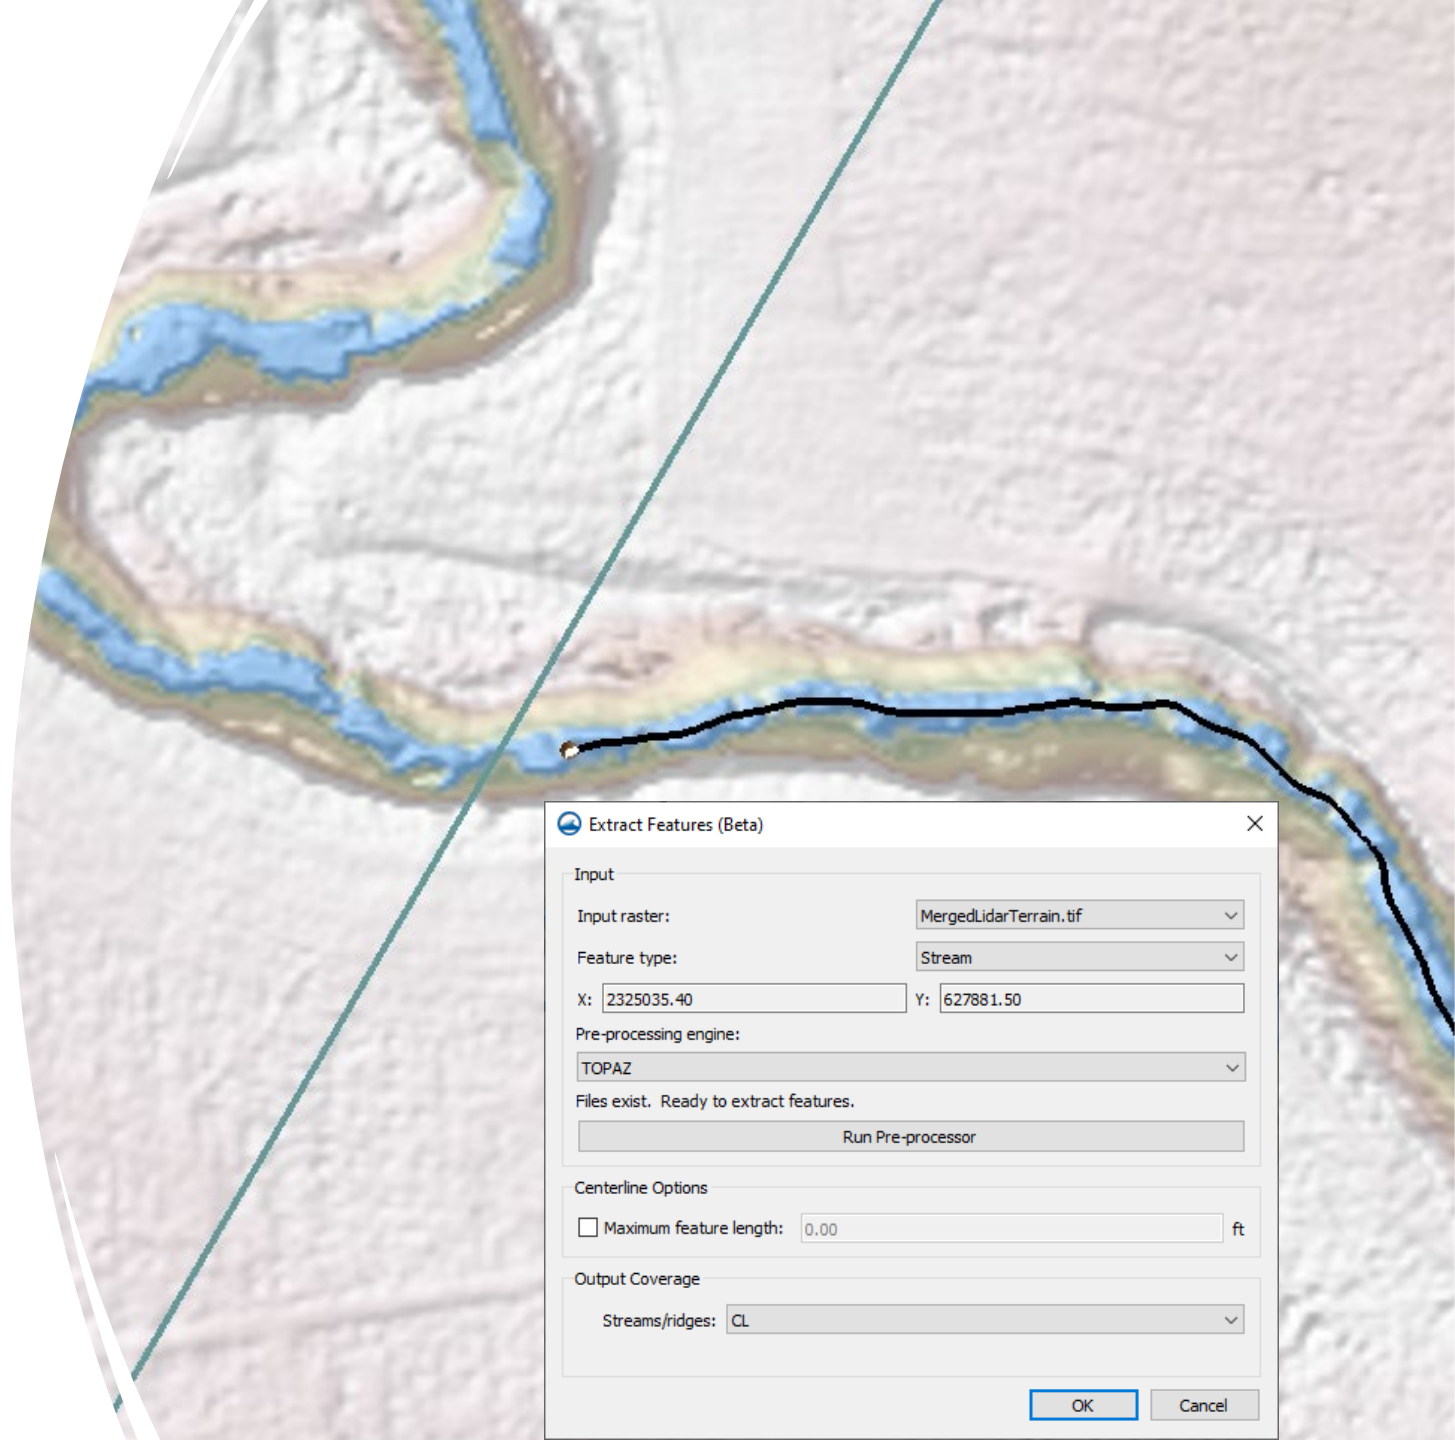 Extract Features (Beta)
Input
Input raster: MergedLidarTerrain.tif
Feature type: Stream
X: 2325035.40 Y: 627881.50
Pre-processing engine:
TOPAZ
Files exist. Ready to extract features.
Run Pre-processor
Centerline Options
Maximum feature length: 0.00 ft
Output Coverage
Streams/ridges: CL
OK Cancel